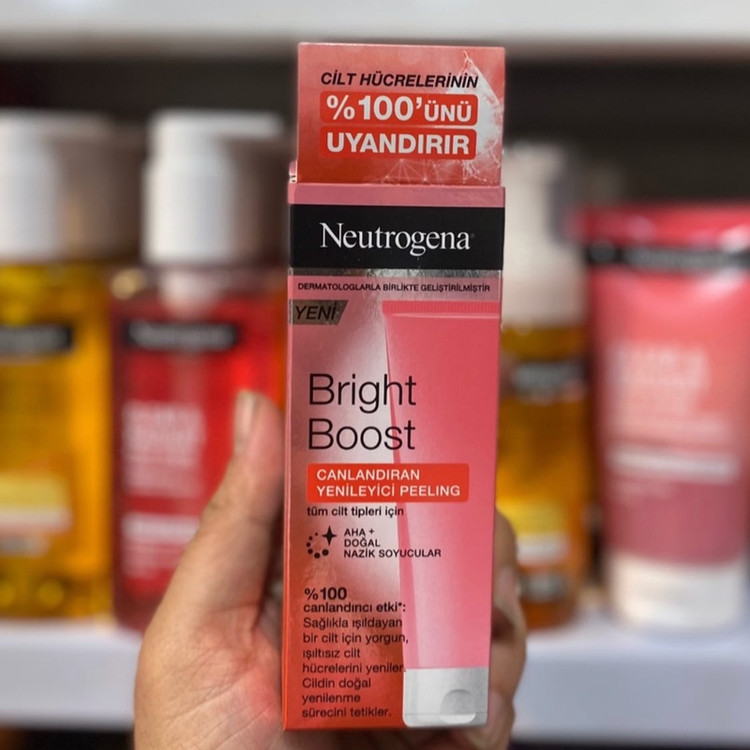 CİLT HÜCRELERİNİN
%100'ÜNÜ
UYANDIRIR
Neutrogena
DERMATOLOGLARLA BİRLİKTE GELİŞTİRİLMİŞTİR
YENİ
Bright
Boost
CANLANDIRAN
YENİLEYİCİ PEELING
tüm cilt tipleri için
AHA +
DOĞAL
NAZİK SOYUCULAR
%100
canlandırıcı etki*:
Sağlıkla ışıldayan
bir cilt için yorgun,
ışıltısız cilt
hücrelerini yeniler.
Cildin doğal
yenilenme
sürecini tetikler.
Neutrogena